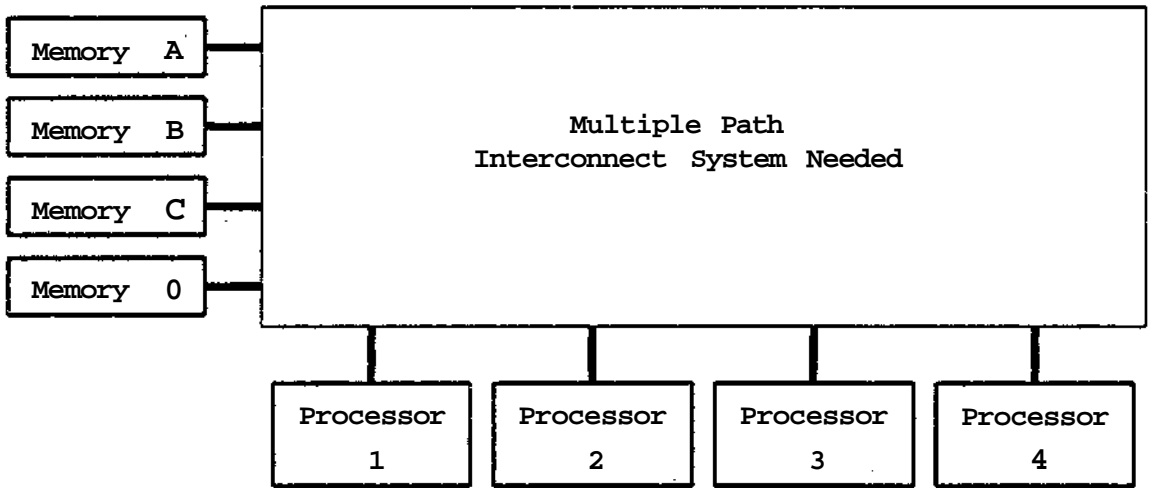 Memory A
Memory B
Memory C
Memory 0
Multiple Path
Interconnect System Needed
Processor
1
Processor
2
Processor
3
Processor
4